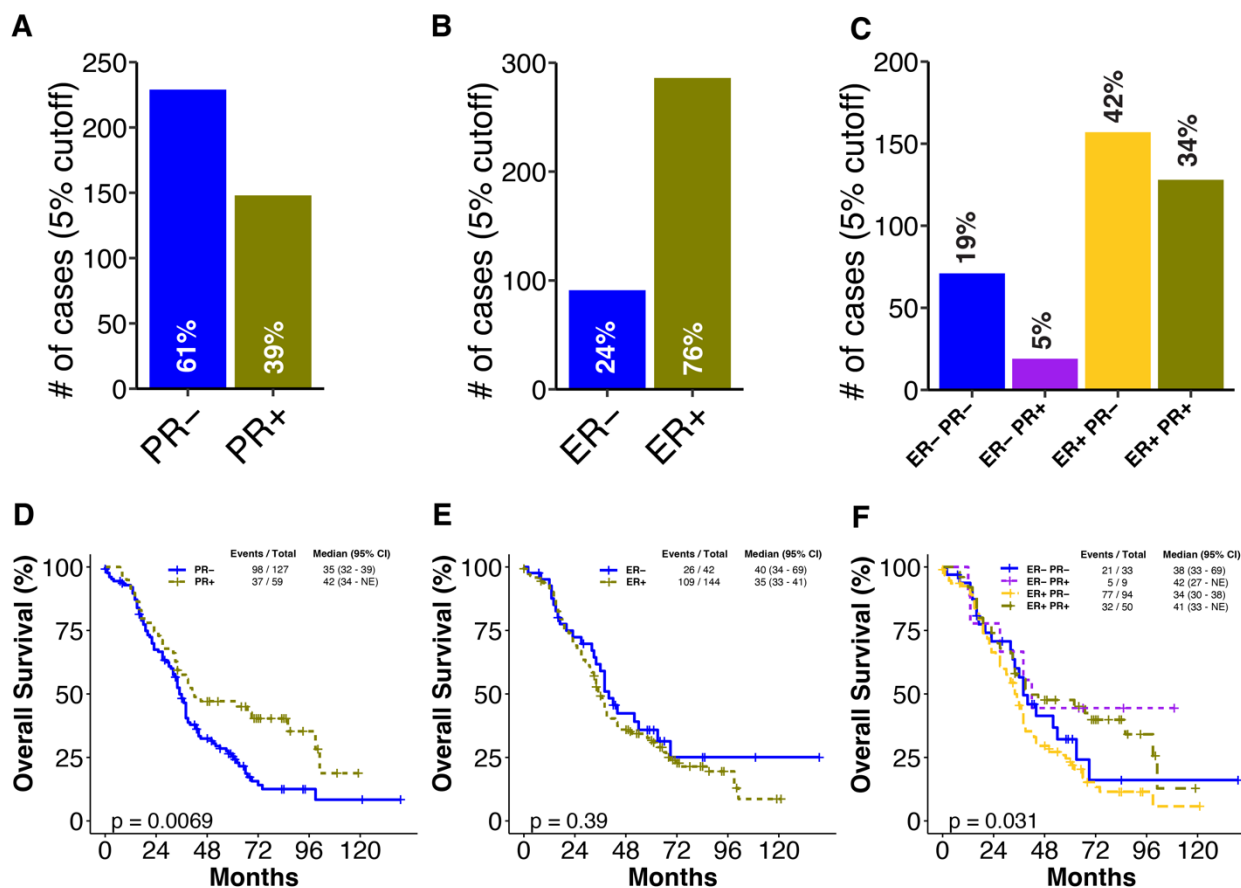 A
# of cases (5% cutoff)
250
200
150
100
50
0
61%
39%
PR−
PR+
B
# of cases (5% cutoff)
300
200
100
0
24%
76%
ER−
ER+
C
# of cases (5% cutoff)
200
150
100
50
0
19%
5%
42%
34%
ER− PR−
ER− PR+
ER+ PR−
ER+ PR+
D
Overall Survival (%)
100
75
50
25
0
Events / Total Median (95% CI)
PR− 98 / 127 35 (32 - 39)
PR+ 37 / 59 42 (34 - NE)
p = 0.0069
0 24 48 72 96 120
Months
E
Overall Survival (%)
100
75
50
25
0
Events / Total Median (95% CI)
ER− 26 / 42 40 (34 - 69)
ER+ 109 / 144 35 (33 - 41)
p = 0.39
0 24 48 72 96 120
Months
F
Overall Survival (%)
100
75
50
25
0
Events / Total Median (95% CI)
ER− PR− 21 / 33 38 (33 - 69)
ER− PR+ 5 / 9 42 (27 - NE)
ER+ PR− 77 / 94 34 (30 - 38)
ER+ PR+ 32 / 50 41 (33 - NE)
p = 0.031
0 24 48 72 96 120
Months